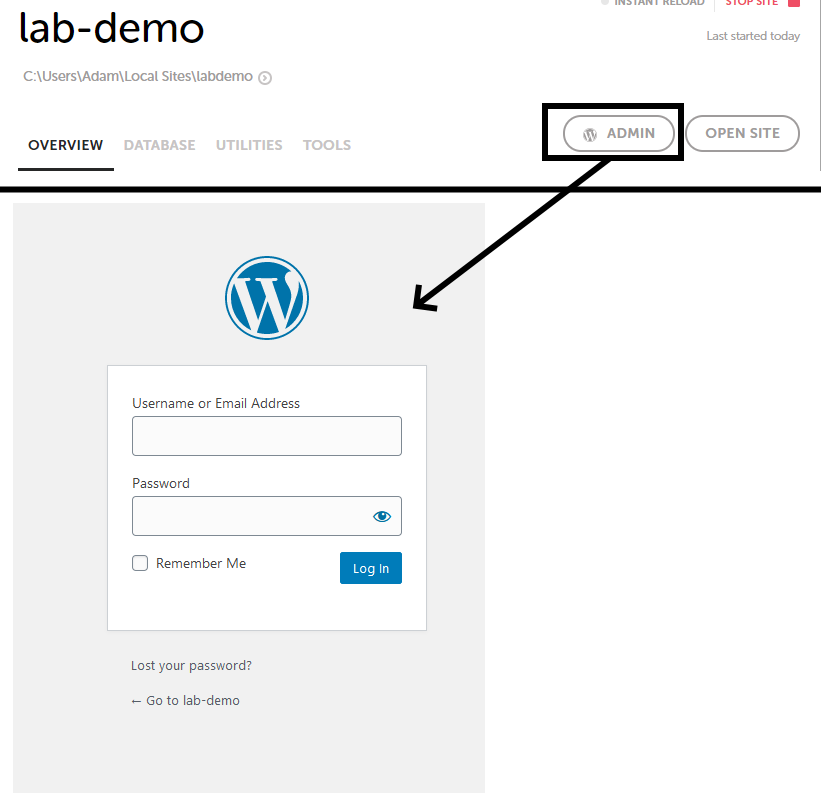 INSTANT RELOAD
STOP SITE
lab-demo
Last started today
C:\Users\Adam\Local Sites\labdemo
OVERVIEW DATABASE UTILITIES TOOLS
ADMIN
OPEN SITE
Username or Email Address
Password
Remember Me
Log In
Lost your password?
← Go to lab-demo